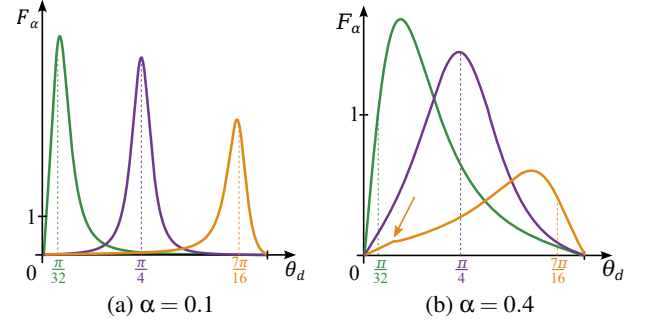 F_α
1
0
π/32
π/4
7π/16
θ_d
(a) α = 0.1
F_α
1
0
π/32
π/4
7π/16
θ_d
(b) α = 0.4